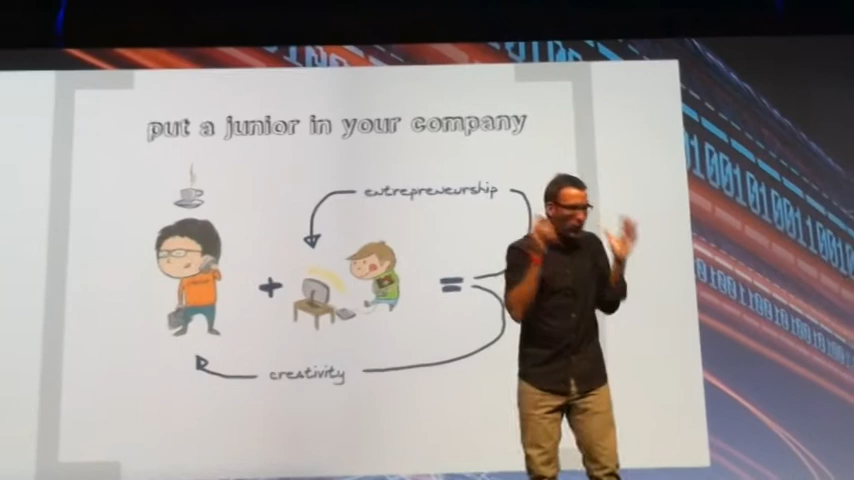 put a junior in your company
entrepreneurship
+
=
creativity